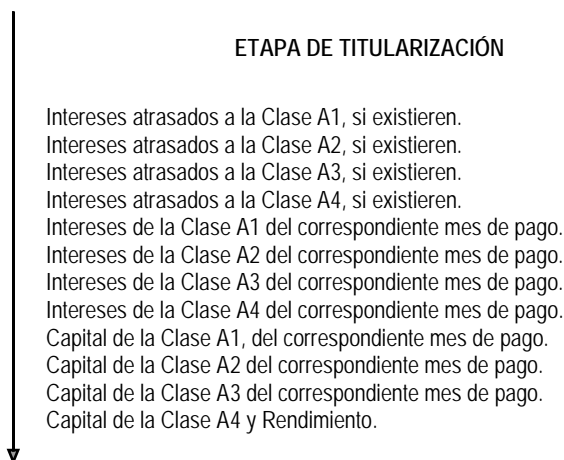 ETAPA DE TITULARIZACIÓN
Intereses atrasados a la Clase A1, si existieren.
Intereses atrasados a la Clase A2, si existieren.
Intereses atrasados a la Clase A3, si existieren.
Intereses atrasados a la Clase A4, si existieren.
Intereses de la Clase A1 del correspondiente mes de pago.
Intereses de la Clase A2 del correspondiente mes de pago.
Intereses de la Clase A3 del correspondiente mes de pago.
Intereses de la Clase A4 del correspondiente mes de pago.
Capital de la Clase A1, del correspondiente mes de pago.
Capital de la Clase A2 del correspondiente mes de pago.
Capital de la Clase A3 del correspondiente mes de pago.
Capital de la Clase A4 y Rendimiento.